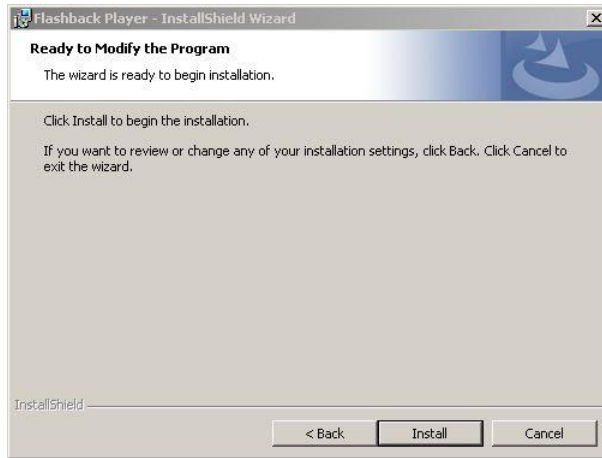 Flashback Player - InstallShield Wizard
Ready to Modify the Program
The wizard is ready to begin installation.
Click Install to begin the installation.
If you want to review or change any of your installation settings, click Back. Click Cancel to
exit the wizard.
InstallShield
< Back Install Cancel